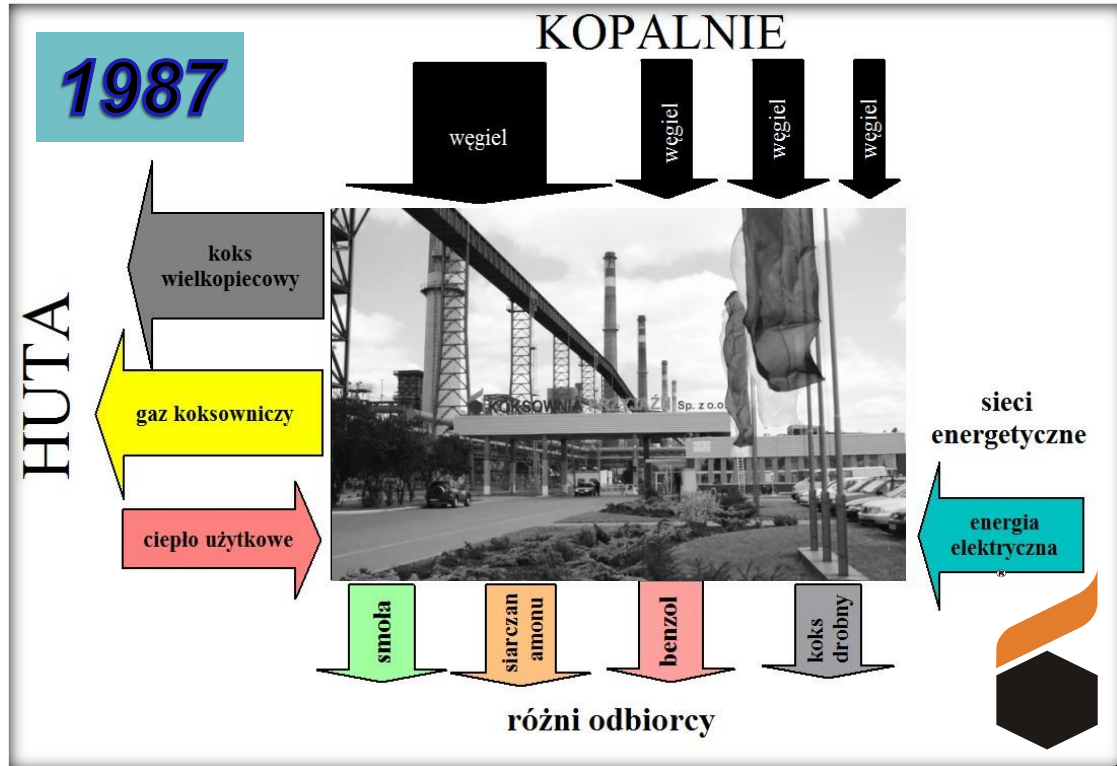 KOPALNIE
1987
węgiel
węgiel
węgiel
węgiel
koks
wielkopiecowy
HUTA
gaz koksowniczy
ciepło użytkowe
KOKSOWNIA
Sp. z o.o.
sieci
energetyczne
energia
elektryczna
®
smoła
siarczan
amonu
benzol
koks
drobny
różni odbiorcy